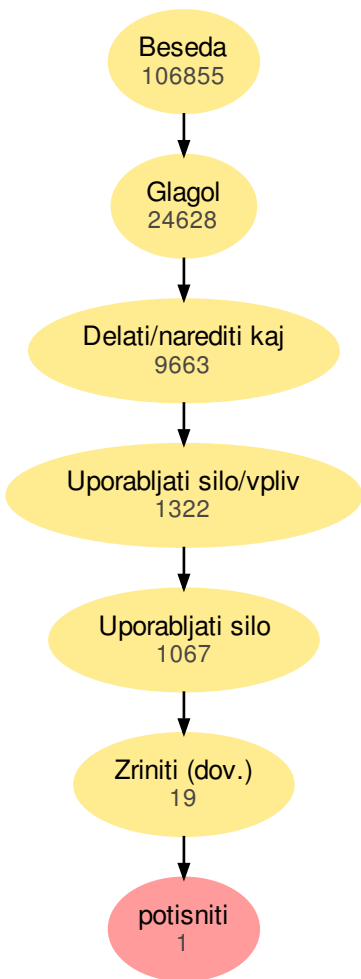 Beseda
106855
Glagol
24628
Delati/narediti kaj
9663
Uporabljati silo/vpliv
1322
Uporabljati silo
1067
Zriniti (dov.)
19
potisniti
1